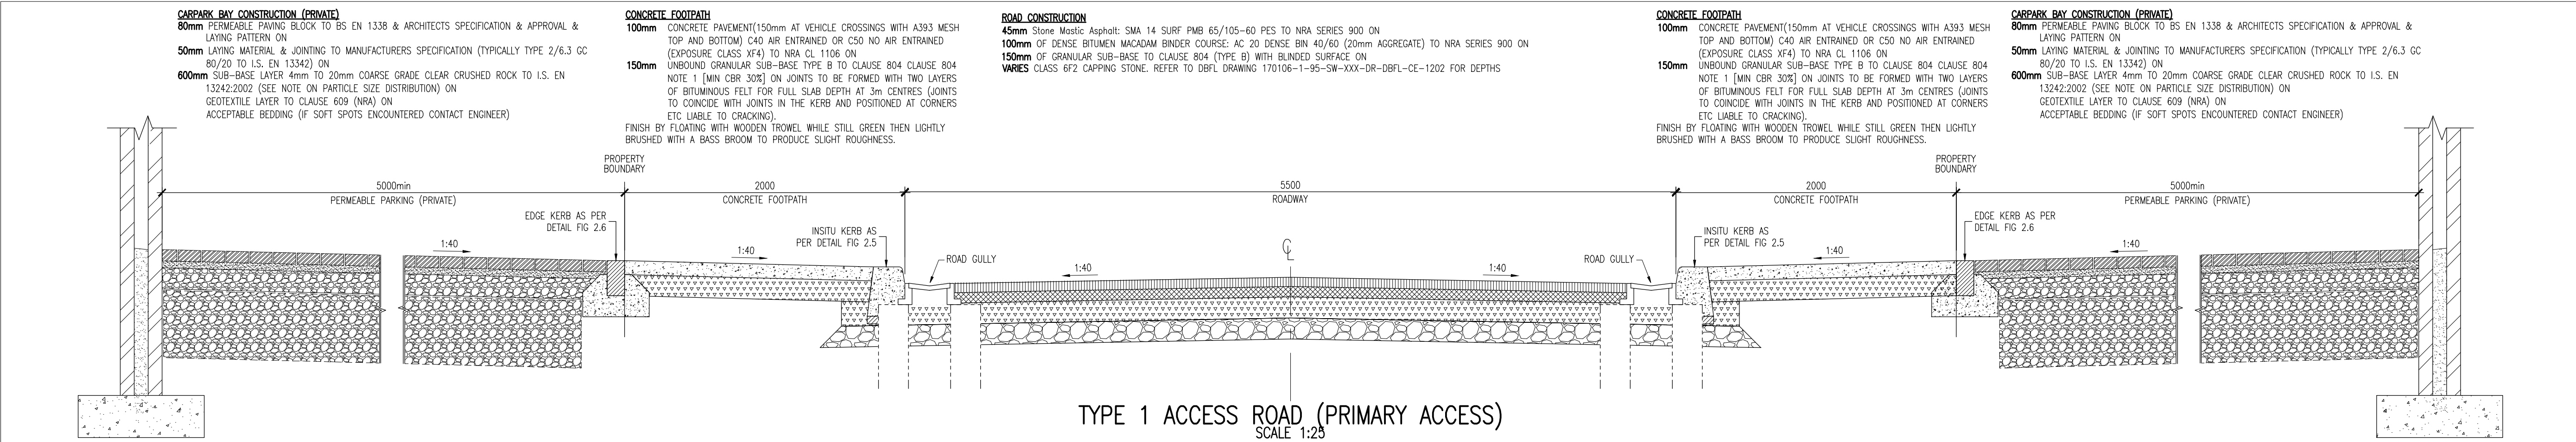 CARPARK BAY CONSTRUCTION (PRIVATE)
80mm PERMEABLE PAVING BLOCK TO BS EN 1338 & ARCHITECTS SPECIFICATION & APPROVAL &
LAYING PATTERN ON
50mm LAYING MATERIAL & JOINTING TO MANUFACTURERS SPECIFICATION (TYPICALLY TYPE 2/6.3 GC
80/20 TO I.S. EN 13342) ON
600mm SUB-BASE LAYER 4mm TO 20mm COARSE GRADE CLEAR CRUSHED ROCK TO I.S. EN
13242:2002 (SEE NOTE ON PARTICLE SIZE DISTRIBUTION) ON
GEOTEXTILE LAYER TO CLAUSE 609 (NRA) ON
ACCEPTABLE BEDDING (IF SOFT SPOTS ENCOUNTERED CONTACT ENGINEER)
CONCRETE FOOTPATH
100mm CONCRETE PAVEMENT(150mm AT VEHICLE CROSSINGS WITH A393 MESH
TOP AND BOTTOM) C40 AIR ENTRAINED OR C50 NO AIR ENTRAINED
(EXPOSURE CLASS XF4) TO NRA CL 1106 ON
150mm UNBOUND GRANULAR SUB-BASE TYPE B TO CLAUSE 804 CLAUSE 804
NOTE 1 [MIN CBR 30%] ON JOINTS TO BE FORMED WITH TWO LAYERS
OF BITUMINOUS FELT FOR FULL SLAB DEPTH AT 3m CENTRES (JOINTS
TO COINCIDE WITH JOINTS IN THE KERB AND POSITIONED AT CORNERS
ETC LIABLE TO CRACKING).
FINISH BY FLOATING WITH WOODEN TROWEL WHILE STILL GREEN THEN LIGHTLY
BRUSHED WITH A BASS BROOM TO PRODUCE SLIGHT ROUGHNESS.
ROAD CONSTRUCTION
45mm Stone Mastic Asphalt: SMA 14 SURF PMB 65/105-60 PES TO NRA SERIES 900 ON
100mm OF DENSE BITUMEN MACADAM BINDER COURSE: AC 20 DENSE BIN 40/60 (20mm AGGREGATE) TO NRA SERIES 900 ON
150mm OF GRANULAR SUB-BASE TO CLAUSE 804 (TYPE B) WITH BLINDED SURFACE ON
VARIES CLASS 6F2 CAPPING STONE. REFER TO DBFL DRAWING 170106-1-95-SW-XXX-DR-DBFL-CE-1202 FOR DEPTHS
CONCRETE FOOTPATH
100mm CONCRETE PAVEMENT(150mm AT VEHICLE CROSSINGS WITH A393 MESH
TOP AND BOTTOM) C40 AIR ENTRAINED OR C50 NO AIR ENTRAINED
(EXPOSURE CLASS XF4) TO NRA CL 1106 ON
150mm UNBOUND GRANULAR SUB-BASE TYPE B TO CLAUSE 804 CLAUSE 804
NOTE 1 [MIN CBR 30%] ON JOINTS TO BE FORMED WITH TWO LAYERS
OF BITUMINOUS FELT FOR FULL SLAB DEPTH AT 3m CENTRES (JOINTS
TO COINCIDE WITH JOINTS IN THE KERB AND POSITIONED AT CORNERS
ETC LIABLE TO CRACKING).
FINISH BY FLOATING WITH WOODEN TROWEL WHILE STILL GREEN THEN LIGHTLY
BRUSHED WITH A BASS BROOM TO PRODUCE SLIGHT ROUGHNESS.
CARPARK BAY CONSTRUCTION (PRIVATE)
80mm PERMEABLE PAVING BLOCK TO BS EN 1338 & ARCHITECTS SPECIFICATION & APPROVAL &
LAYING PATTERN ON
50mm LAYING MATERIAL & JOINTING TO MANUFACTURERS SPECIFICATION (TYPICALLY TYPE 2/6.3 GC
80/20 TO I.S. EN 13342) ON
600mm SUB-BASE LAYER 4mm TO 20mm COARSE GRADE CLEAR CRUSHED ROCK TO I.S. EN
13242:2002 (SEE NOTE ON PARTICLE SIZE DISTRIBUTION) ON
GEOTEXTILE LAYER TO CLAUSE 609 (NRA) ON
ACCEPTABLE BEDDING (IF SOFT SPOTS ENCOUNTERED CONTACT ENGINEER)
PROPERTY
BOUNDARY
PROPERTY
BOUNDARY
5000min
PERMEABLE PARKING (PRIVATE)
2000
CONCRETE FOOTPATH
5500
ROADWAY
2000
CONCRETE FOOTPATH
5000min
PERMEABLE PARKING (PRIVATE)
EDGE KERB AS PER
DETAIL FIG 2.6
INSITU KERB AS
PER DETAIL FIG 2.5
INSITU KERB AS
PER DETAIL FIG 2.5
EDGE KERB AS PER
DETAIL FIG 2.6
1:40
1:40
ROAD GULLY
1:40
CL
1:40
ROAD GULLY
1:40
1:40
TYPE 1 ACCESS ROAD (PRIMARY ACCESS)
SCALE 1:25